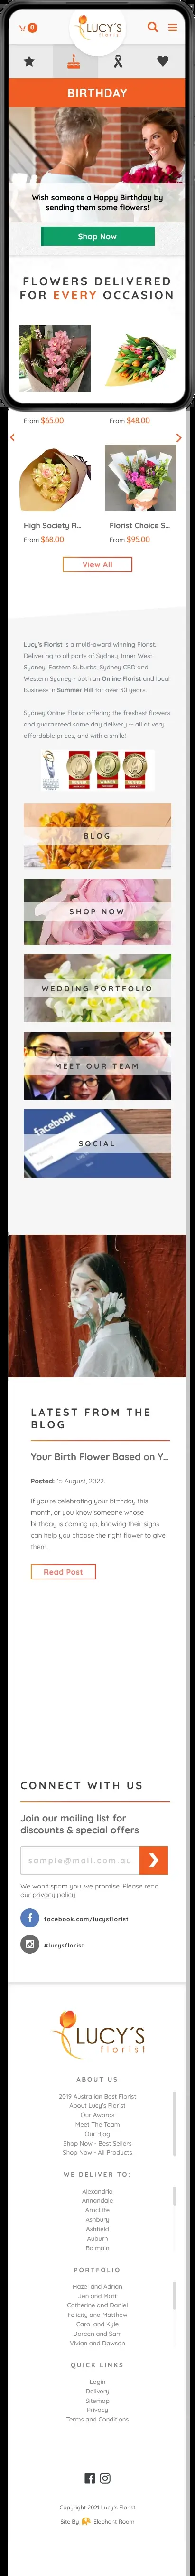 0
LUCY'S
florist
BIRTHDAY
Wish someone a Happy Birthday by
sending them some flowers!
Shop Now
FLOWERS DELIVERED
FOR EVERY OCCASION
From $65.00
From $48.00
High Society R...
Florist Choice S...
From $68.00
From $95.00
View All
Lucy's Florist is a multi-award winning Florist.
Delivering to all parts of Sydney, Inner West
Sydney, Eastern Suburbs, Sydney CBD and
Western Sydney - both an Online Florist and local
business in Summer Hill for over 30 years.
Sydney Online Florist offering the freshest flowers
and guaranteed same day delivery -- all at very
affordable prices, and with a smile!
BLOG
SHOP NOW
WEDDING PORTFOLIO
MEET OUR TEAM
facebook
SOCIAL
LATEST FROM THE
BLOG
Your Birth Flower Based on Y...
Posted: 15 August, 2022.
If you're celebrating your birthday this
month, or you know someone whose
birthday is coming up, knowing their signs
can help you choose the right flower to give
them.
Read Post
CONNECT WITH US
Join our mailing list for
discounts & special offers
sample@mail.com.au
We won't spam you, we promise. Please read
our privacy policy
facebook.com/lucysflorist
#lucysflorist
LUCY'S
florist
ABOUT US
2019 Australian Best Florist
About Lucy's Florist
Our Awards
Meet The Team
Our Blog
Shop Now - Best Sellers
Shop Now - All Products
WE DELIVER TO:
Alexandria
Annandale
Arncliffe
Ashbury
Ashfield
Auburn
Balmain
PORTFOLIO
Hazel and Adrian
Jen and Matt
Catherine and Daniel
Felicity and Matthew
Carol and Kyle
Doreen and Sam
Vivian and Dawson
QUICK LINKS
Login
Delivery
Sitemap
Privacy
Terms and Conditions
Copyright 2021 Lucy's Florist
Site By Elephant Room